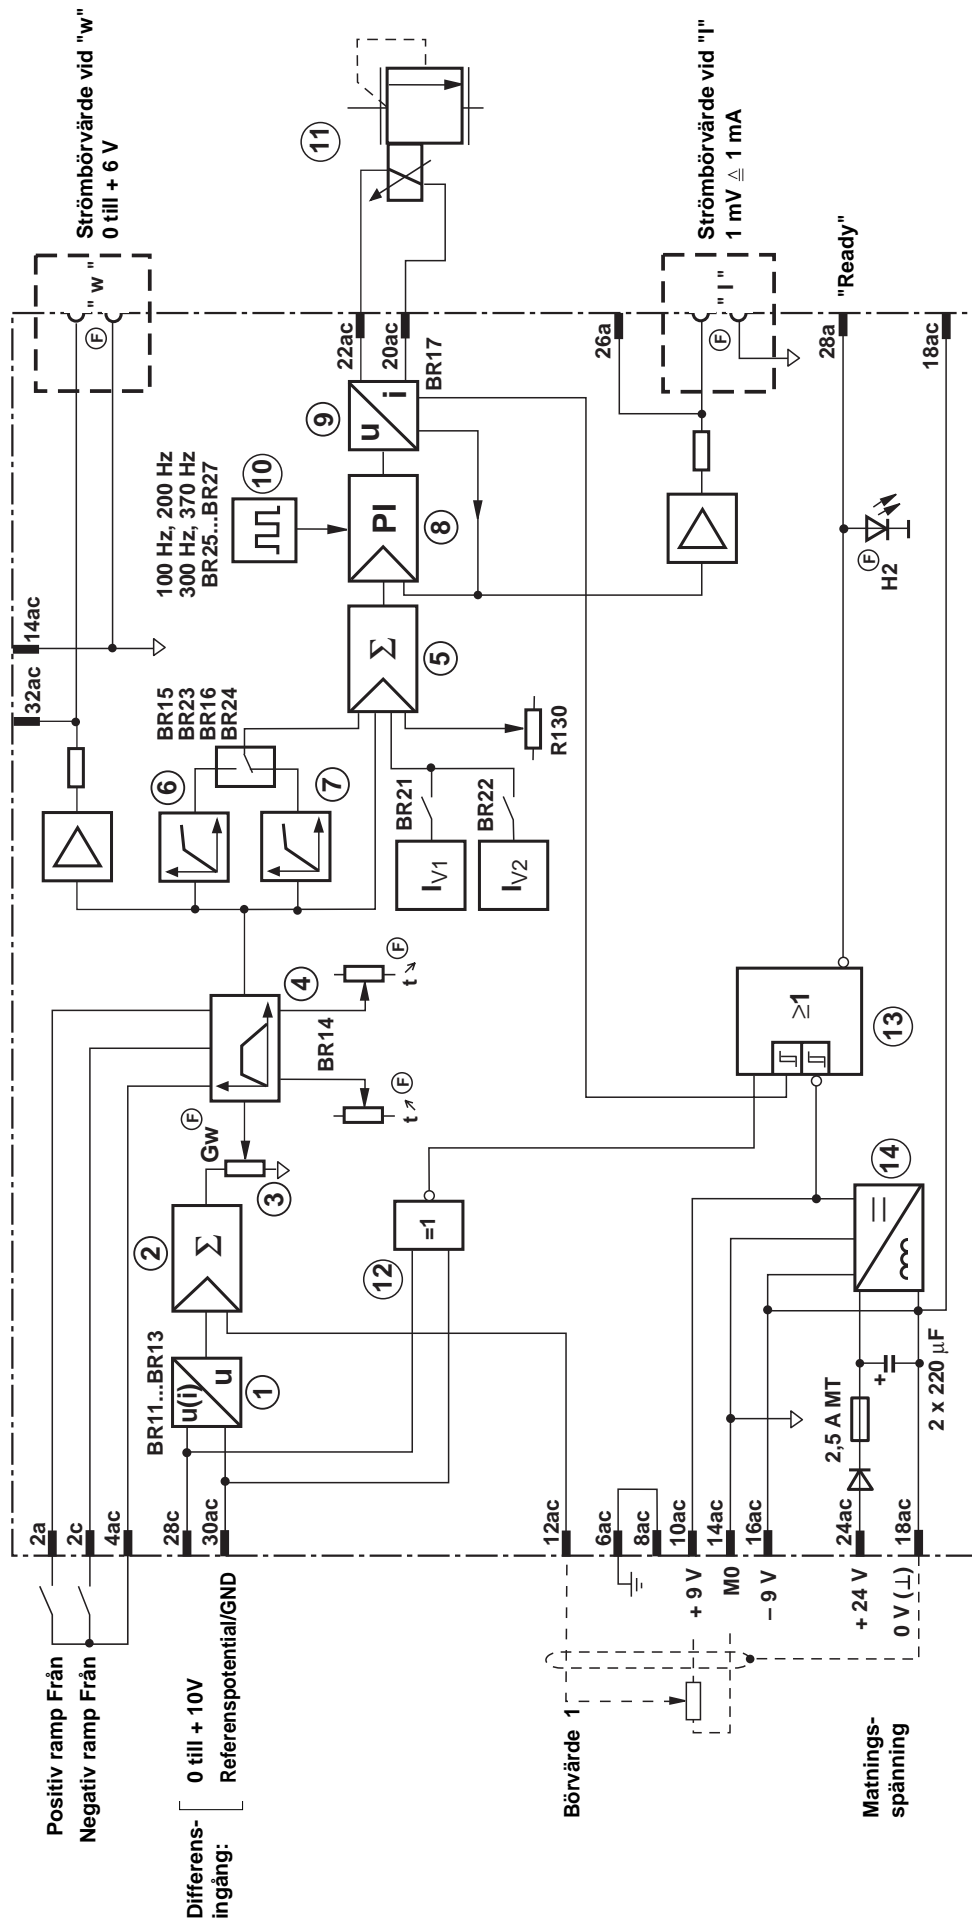 Positiv ramp Från
Negativ ramp Från
Differens-
ingång:
0 till + 10V
Referenspotential/GND
2a
2c
4ac
28c
30ac
BR11...BR13
u(i)
u
1
2
Σ
Gw
F
3
4
BR14
t
F
t
F
32ac
14ac
6
7
BR15
BR23
BR16
BR24
5
Σ
R130
BR21
BR22
IV1
IV2
100 Hz, 200 Hz
300 Hz, 370 Hz
BR25...BR27
10
PI
8
9
u
i
22ac
20ac
BR17
11
"w"
F
Strömbörvärde vid "w"
0 till + 6 V
26a
"I"
F
Strömbörvärde vid "I"
1 mV ≙ 1 mA
28a
"Ready"
18ac
F
H2
12
=1
≥1
13
14
Börvärde 1
12ac
6ac
8ac
10ac
14ac
16ac
24ac
18ac
+ 9 V
M0
– 9 V
+ 24 V
0 V (⊥)
2,5 A MT
+
2 x 220 μF
Matnings-
spänning